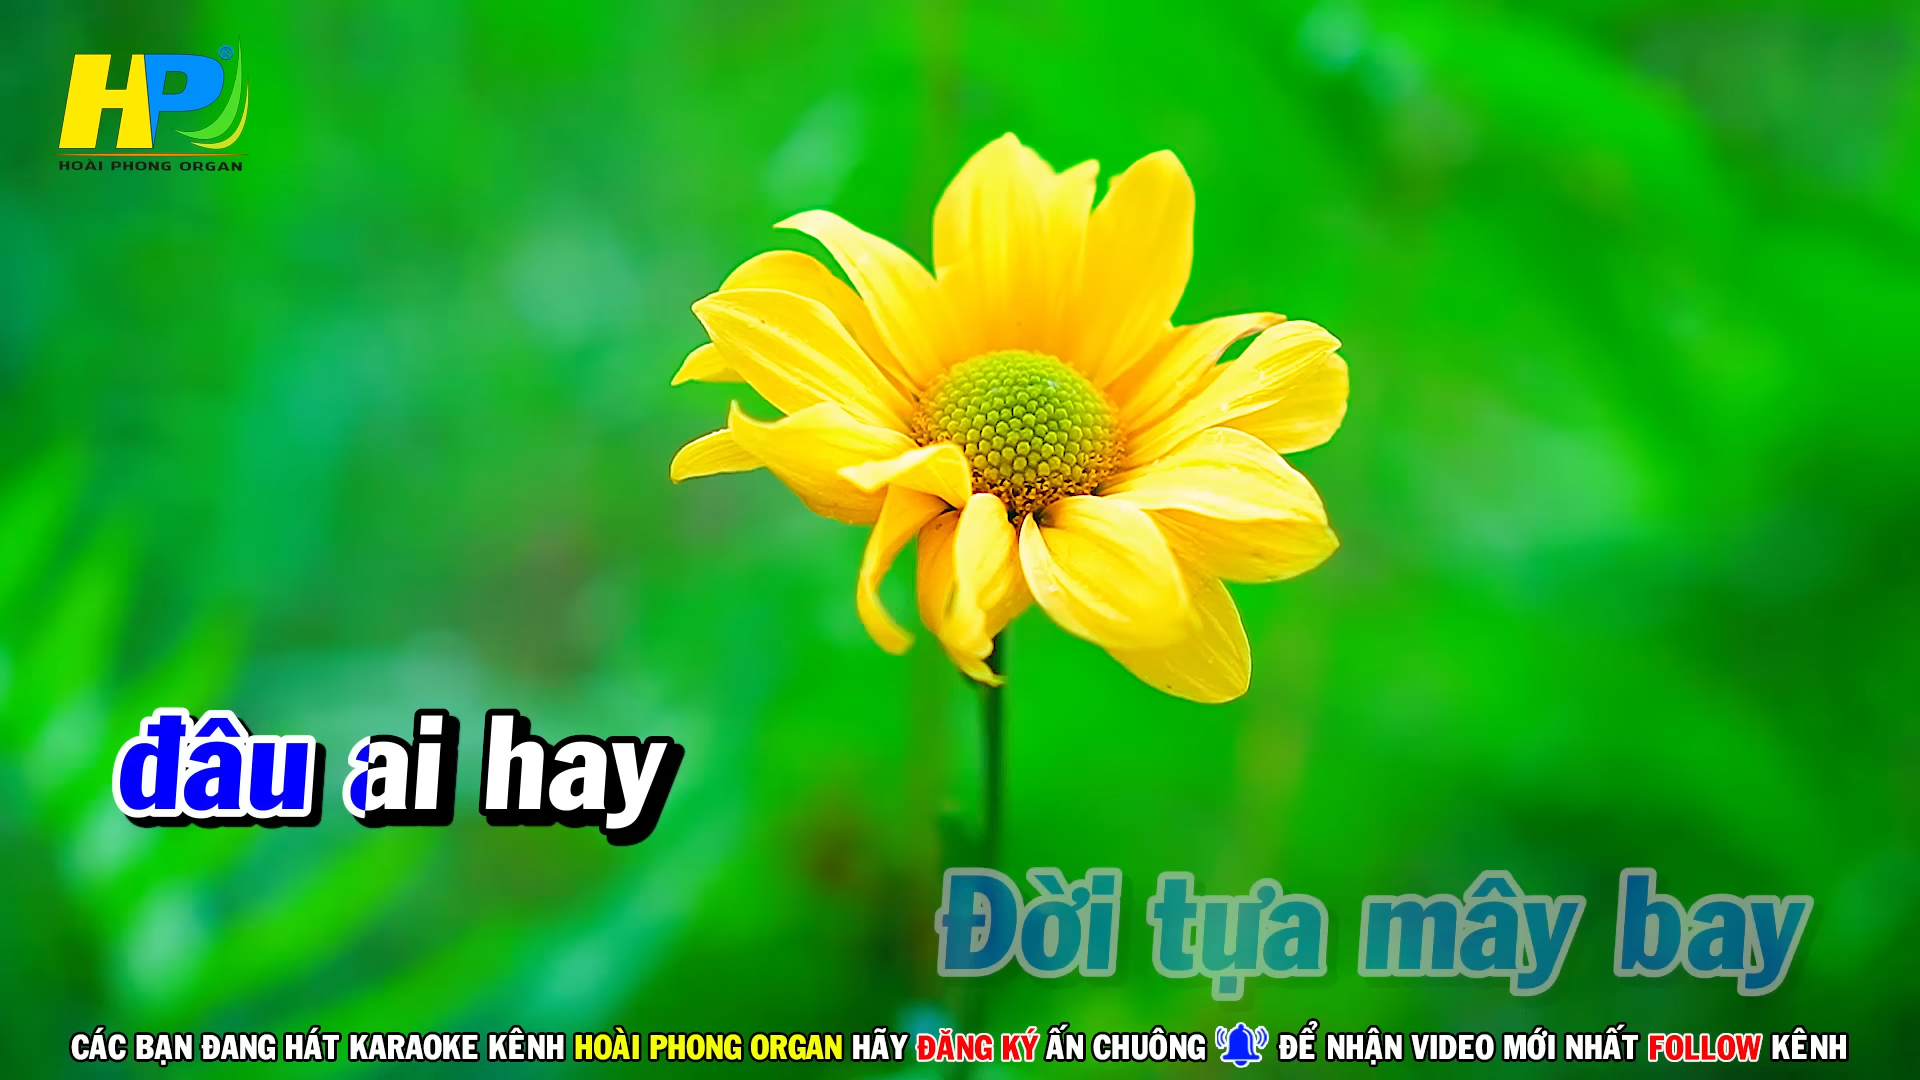 HP®
HOÀI PHONG ORGAN
đâu ai hay
Đời tựa mây bay
CÁC BẠN ĐANG HÁT KARAOKE KÊNH HOÀI PHONG ORGAN HÃY ĐĂNG KÝ ẤN CHUÔNG ĐỂ NHẬN VIDEO MỚI NHẤT FOLLOW KÊNH